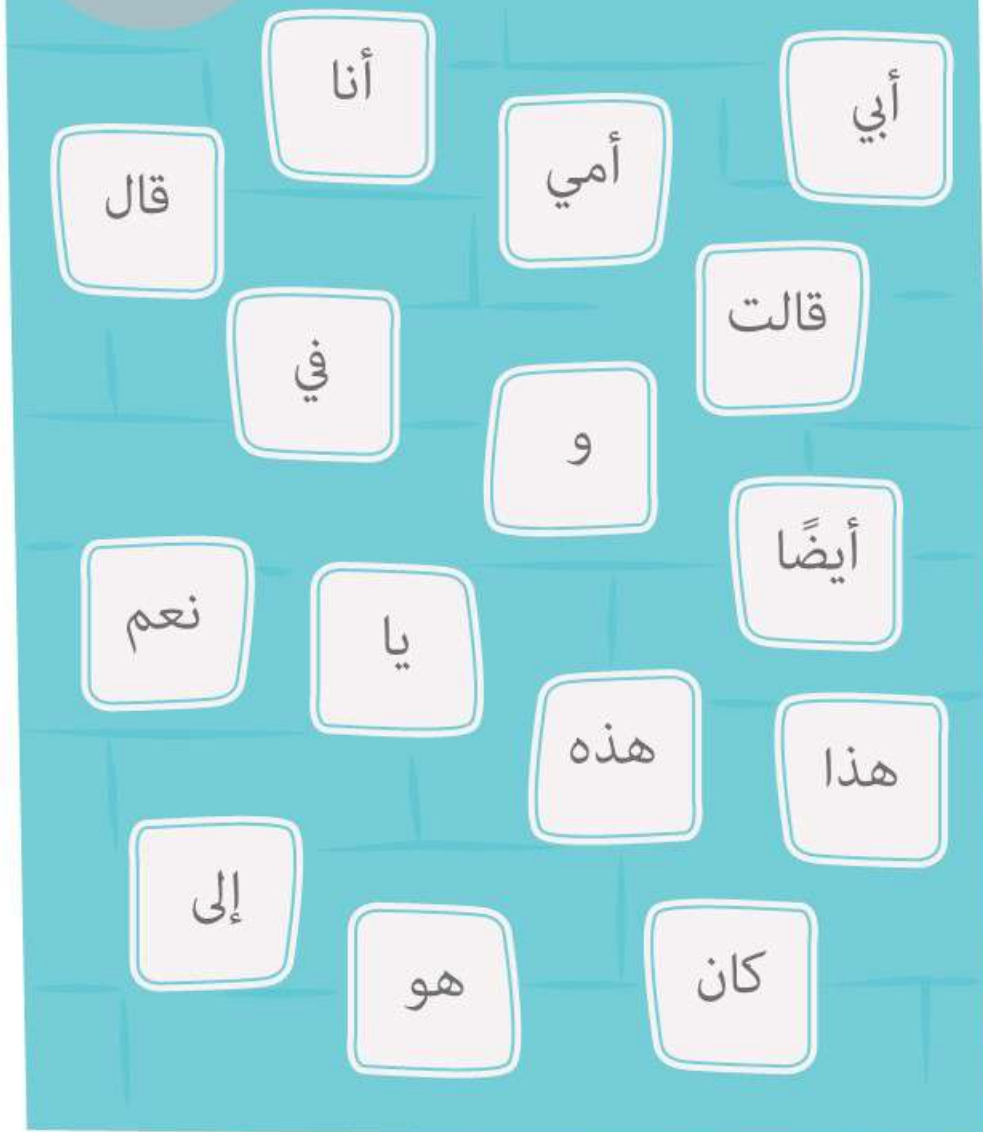 أبي
أنا
أمي
قال
قالت
في
و
أيضًا
نعم
يا
هذه
هذا
إلى
هو
كان